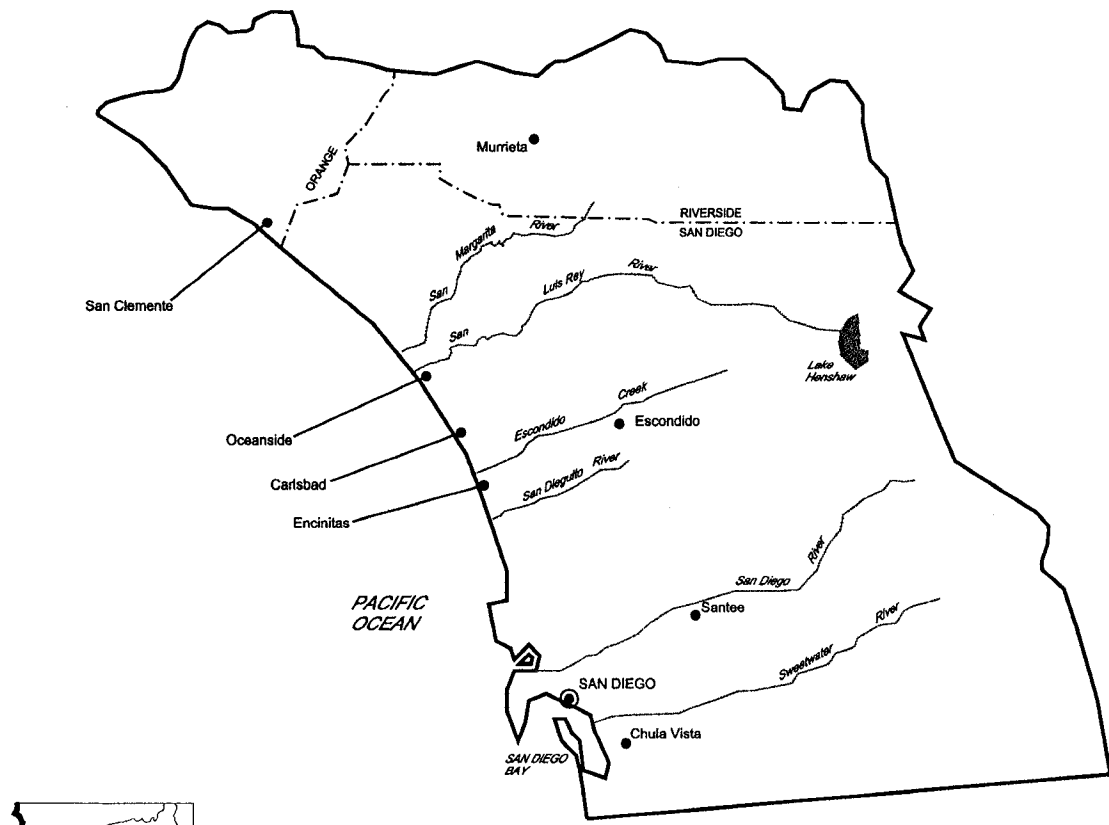 Murrieta
ORANGE
RIVERSIDE
SAN DIEGO
San Margarita River
San Luis Rey River
San Clemente
Lake
Henshaw
Oceanside
Escondido Creek
Escondido
Carlsbad
San Dieguito River
Encinitas
San Diego River
PACIFIC
OCEAN
Santee
Sweetwater River
SAN DIEGO
Chula Vista
SAN DIEGO
BAY